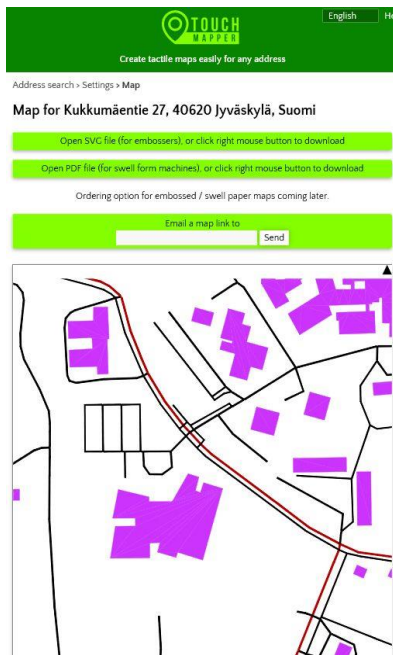 TOUCH
MAPPER
English
He
Create tactile maps easily for any address
Address search › Settings › Map
Map for Kukkumäentie 27, 40620 Jyväskylä, Suomi
Open SVG file (for embossers), or click right mouse button to download
Open PDF file (for swell form machines), or click right mouse button to download
Ordering option for embossed / swell paper maps coming later.
Email a map link to
Send